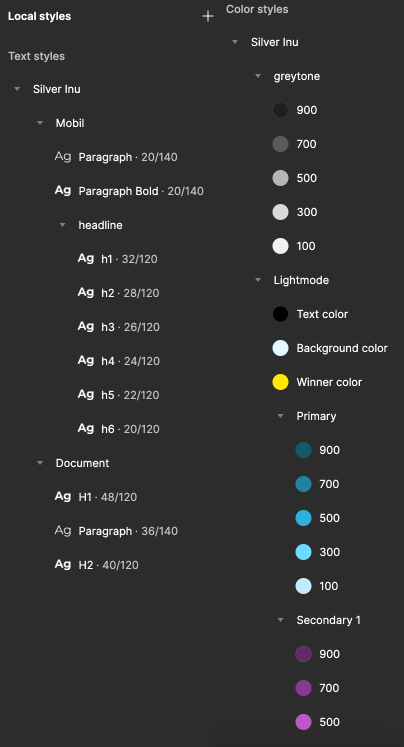 Local styles
Text styles
Silver Inu
Mobil
Ag Paragraph · 20/140
Ag Paragraph Bold · 20/140
headline
Ag h1 · 32/120
Ag h2 · 28/120
Ag h3 · 26/120
Ag h4 · 24/120
Ag h5 · 22/120
Ag h6 · 20/120
Document
Ag H1 · 48/120
Ag Paragraph · 36/140
Ag H2 · 40/120
Color styles
Silver Inu
greytone
900
700
500
300
100
Lightmode
Text color
Background color
Winner color
Primary
900
700
500
300
100
Secondary 1
900
700
500